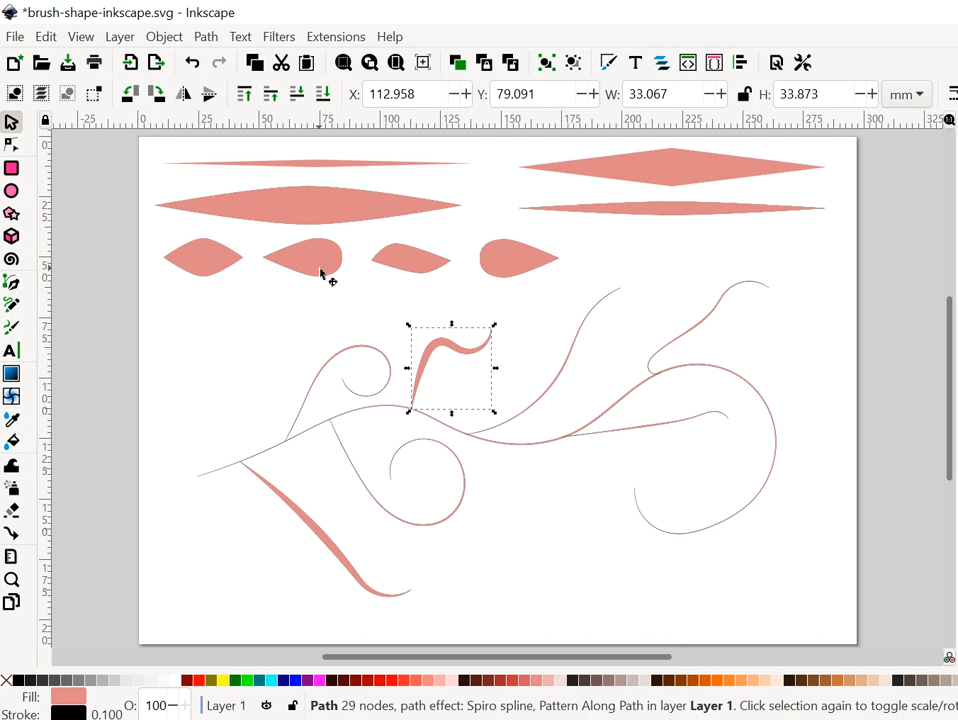 *brush-shape-inkscape.svg - Inkscape
File Edit View Layer Object Path Text Filters Extensions Help
X: 112.958 Y: 79.091 W: 33.067 H: 33.873 mm
-25 0 25 50 75 100 125 150 175 200 225 250 275 300 325
Fill:
O: 100
Layer 1
Path 29 nodes, path effect: Spiro spline, Pattern Along Path in layer Layer 1. Click selection again to toggle scale/rot
Stroke: 0.100